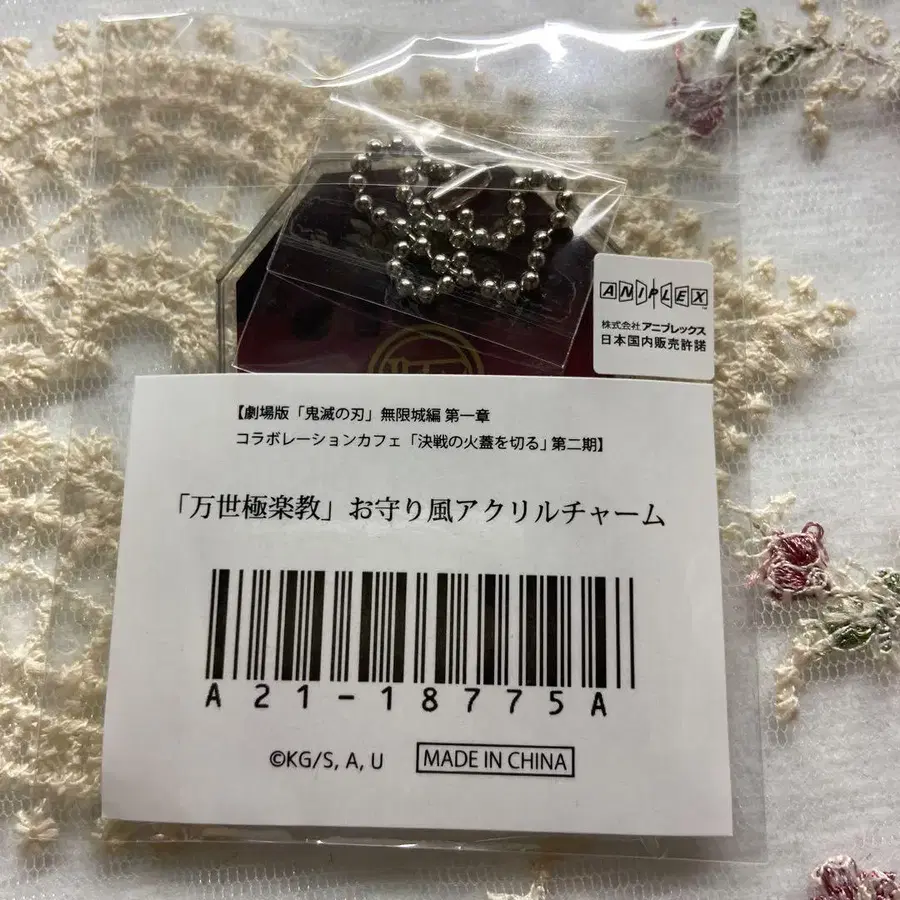 ANIPLEX
株式会社 アニプレックス
日本国内販売許諾
【劇場版「鬼滅の刃」無限城編 第一章
コラボレーションカフェ「決戦の火蓋を切る」第二期】
「万世極楽教」お守り風アクリルチャーム
A21-18775A
©KG/S, A, U
MADE IN CHINA